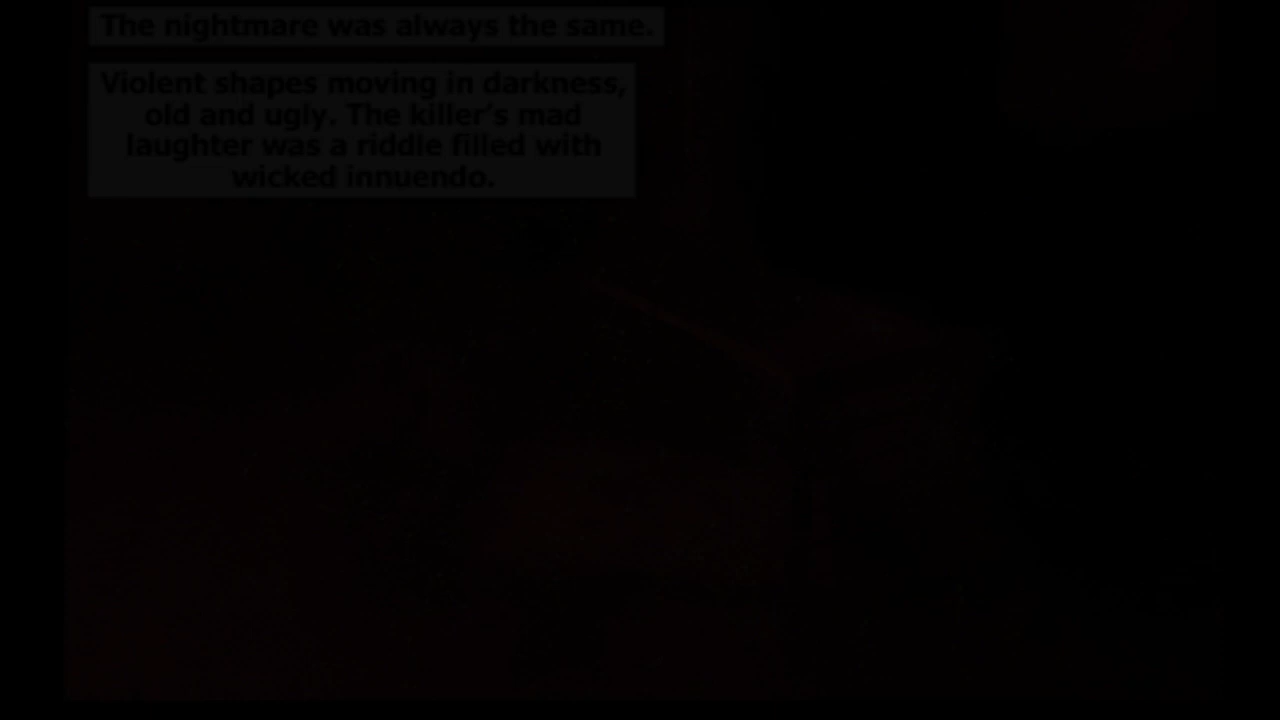 The nightmare was always the same.
Violent shapes moving in darkness,
old and ugly. The killer's mad
laughter was a riddle filled with
wicked innuendo.